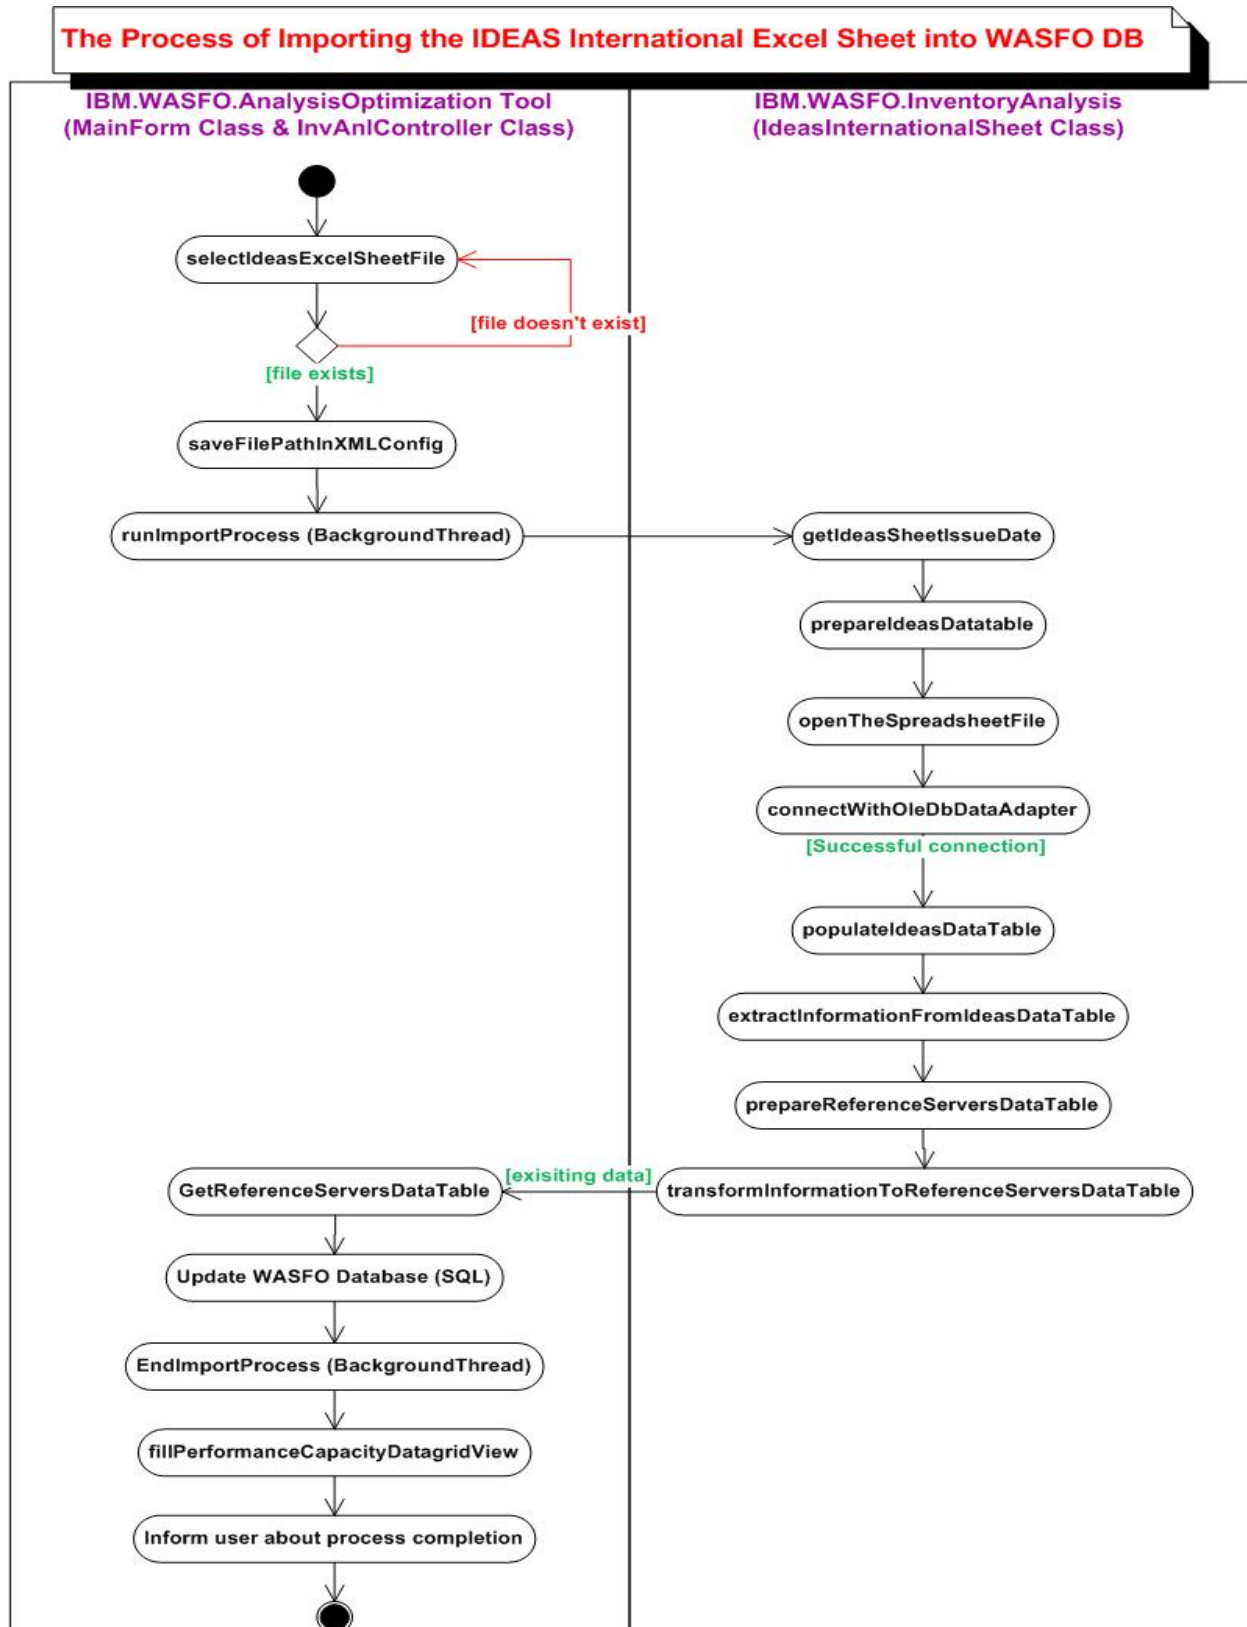 The Process of Importing the IDEAS International Excel Sheet into WASFO DB
IBM.WASFO.AnalysisOptimization Tool
(MainForm Class & InvAnlController Class)
IBM.WASFO.InventoryAnalysis
(IdeasInternationalSheet Class)
selectIdeasExcelSheetFile
[file doesn't exist]
[file exists]
saveFilePathInXMLConfig
runImportProcess (BackgroundThread)
getIdeasSheetIssueDate
prepareIdeasDatatable
openTheSpreadsheetFile
connectWithOleDbDataAdapter
[Successful connection]
populateIdeasDataTable
extractInformationFromIdeasDataTable
prepareReferenceServersDataTable
transformInformationToReferenceServersDataTable
[exisiting data]
GetReferenceServersDataTable
Update WASFO Database (SQL)
EndImportProcess (BackgroundThread)
fillPerformanceCapacityDatagridView
Inform user about process completion